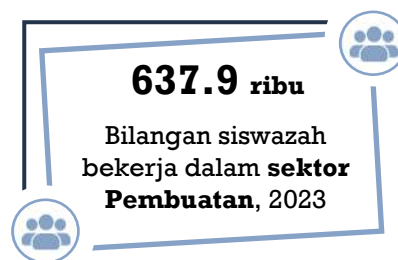 637.9 ribu
Bilangan siswazah
bekerja dalam sektor
Pembuatan, 2023